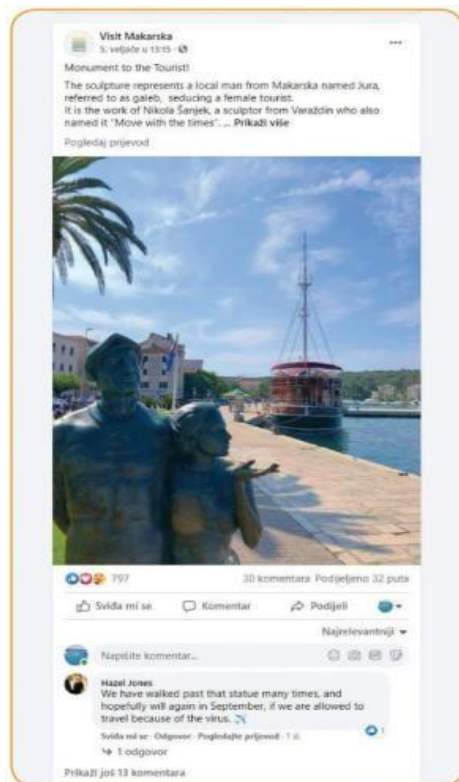 Visit Makarska
5. veljače u 13:15 ·
Monument to the Tourist!
The sculpture represents a local man from Makarska named Jura,
referred to as galeb, seducing a female tourist.
It is the work of Nikola Šanjek, a sculptor from Varaždin who also
named it "Move with the times". ... Prikaži više
Pogledaj prijevod
797
30 komentara Podijeljeno 32 puta
Sviđa mi se
Komentar
Podijeli
Najrelevantniji
Napišite komentar...
Hazel Jones
We have walked past that statue many times, and
hopefully will again in September, if we are allowed to
travel because of the virus.
1
Sviđa mi se · Odgovor · Pogledajte prijevod ·
1 odgovor
Prikaži još 13 komentara